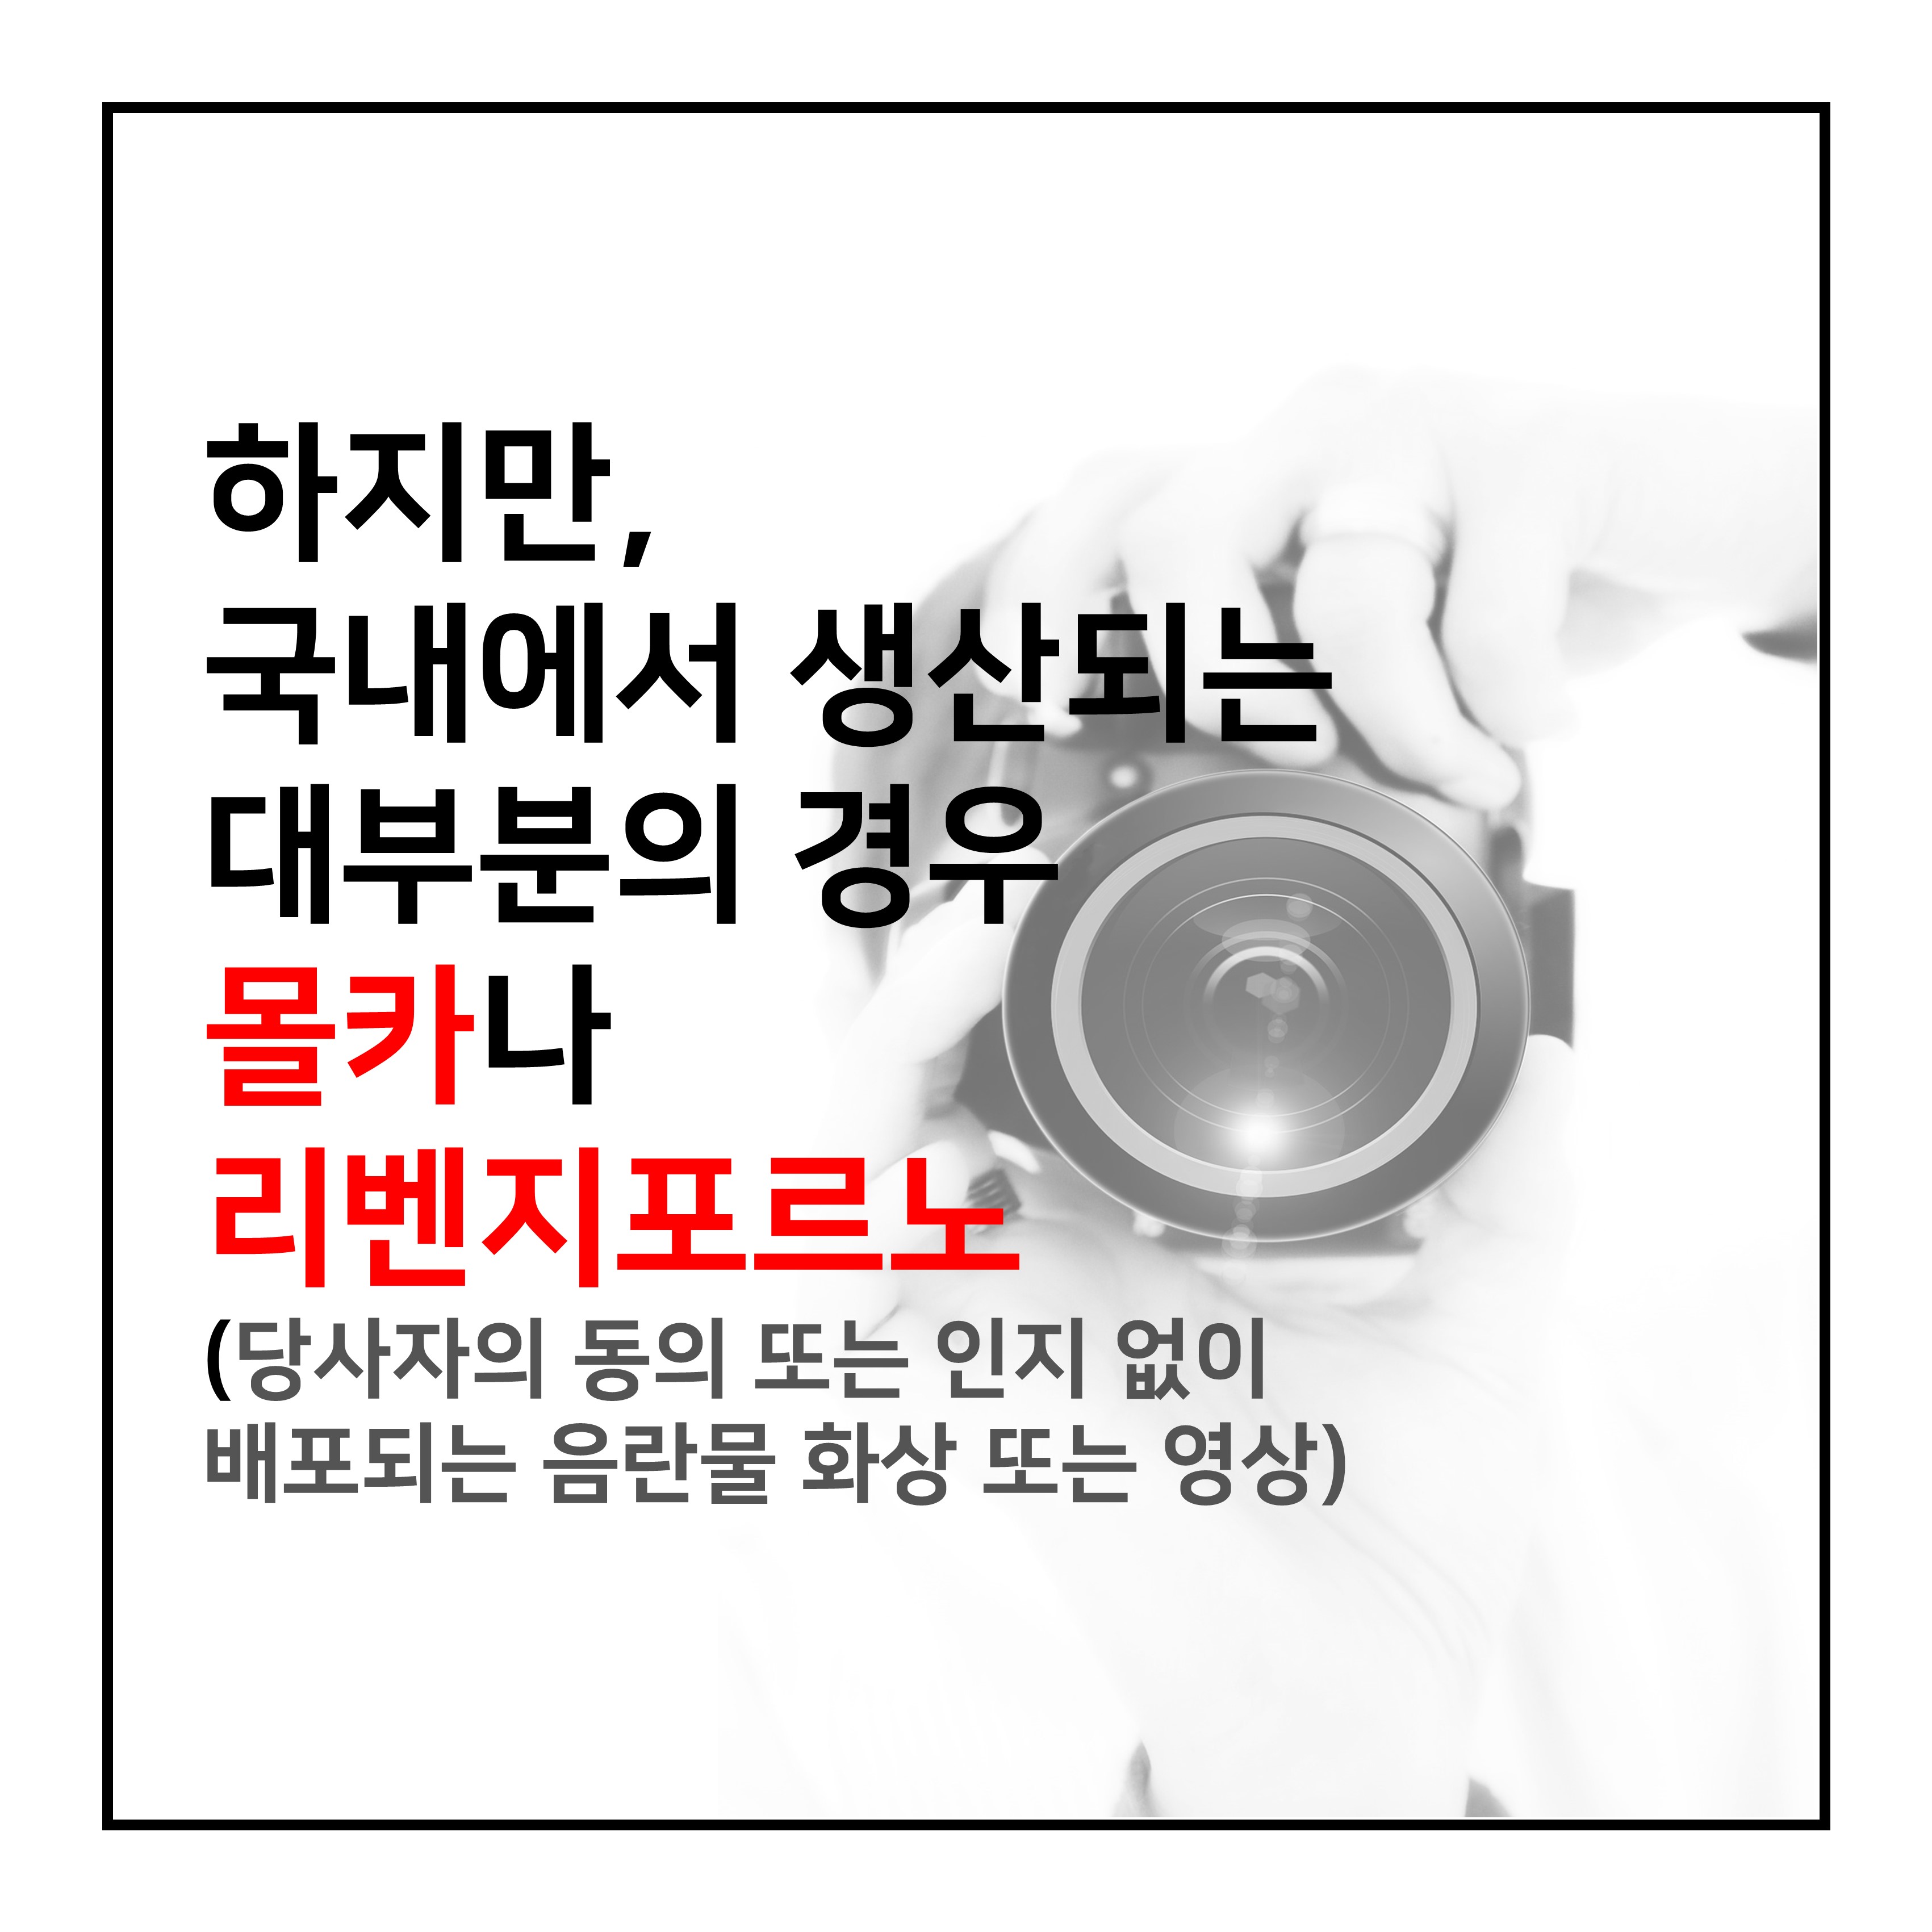 하지만,
국내에서 생산되는
대부분의 경우
몰카나
리벤지포르노
(당사자의 동의 또는 인지 없이
배포되는 음란물 화상 또는 영상)